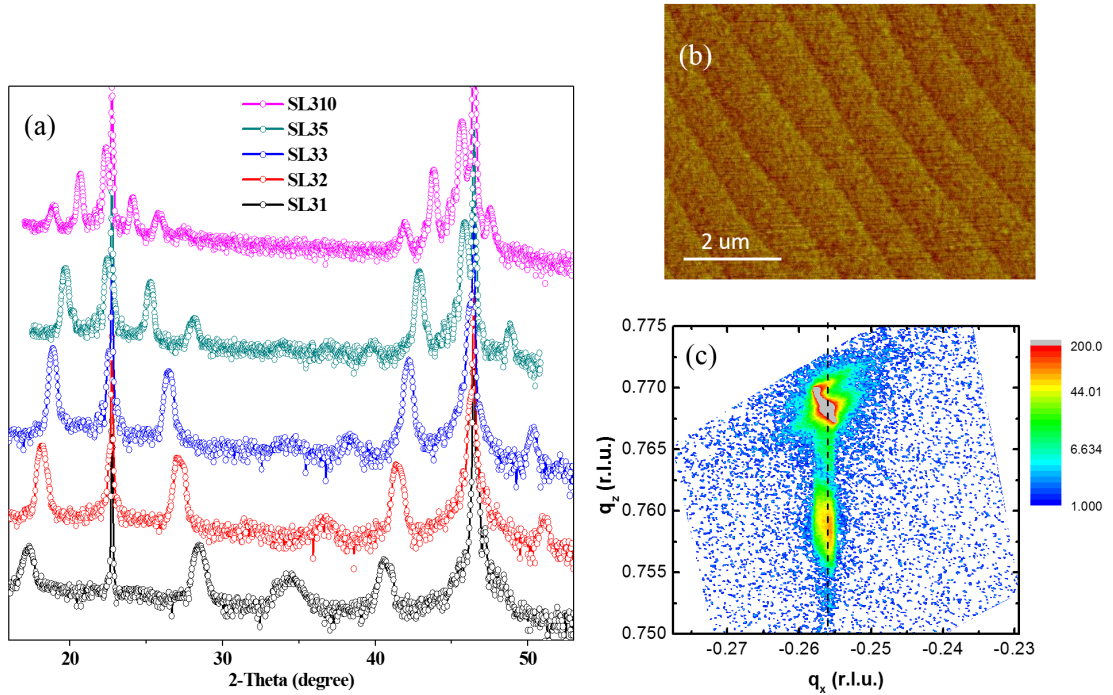 (a)
SL310
SL35
SL33
SL32
SL31
20
30
40
50
2-Theta (degree)
(b)
2 um
(c)
0.775
0.770
0.765
0.760
0.755
0.750
q_z (r.l.u.)
-0.27
-0.26
-0.25
-0.24
-0.23
q_x (r.l.u.)
200.0
44.01
6.634
1.000